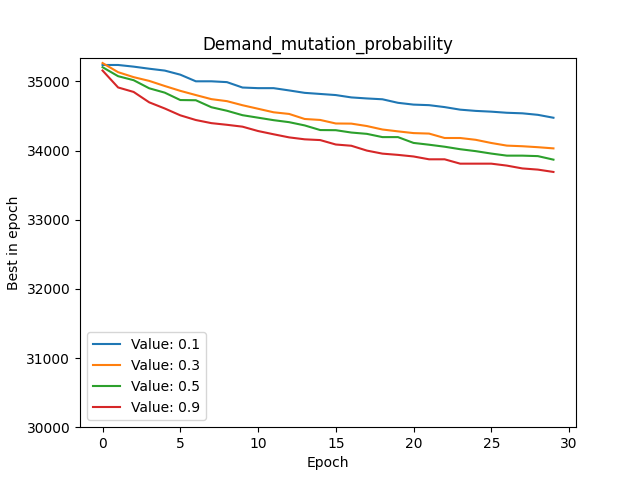 Demand_mutation_probability
Best in epoch
35000
34000
33000
32000
31000
30000
Value: 0.1
Value: 0.3
Value: 0.5
Value: 0.9
0 5 10 15 20 25 30
Epoch